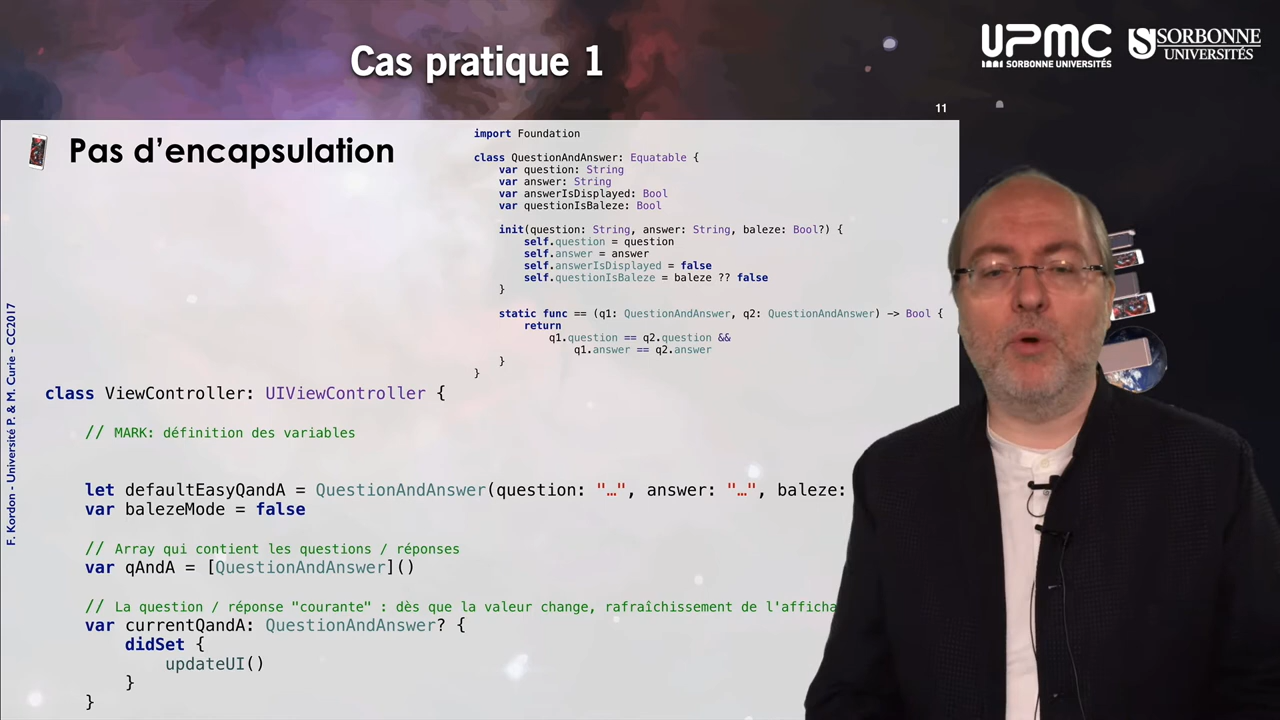 Cas pratique 1
UPMC
SORBONNE UNIVERSITÉS
SORBONNE
UNIVERSITÉS
11
Pas d’encapsulation
import Foundation
class QuestionAndAnswer: Equatable {
var question: String
var answer: String
var answerIsDisplayed: Bool
var questionIsBaleze: Bool
init(question: String, answer: String, baleze: Bool?) {
self.question = question
self.answer = answer
self.answerIsDisplayed = false
self.questionIsBaleze = baleze ?? false
}
static func == (q1: QuestionAndAnswer, q2: QuestionAndAnswer) -> Bool {
return
q1.question == q2.question &&
q1.answer == q2.answer
}
}
class ViewController: UIViewController {
// MARK: définition des variables
let defaultEasyQandA = QuestionAndAnswer(question: "…", answer: "…", baleze:
var balezeMode = false
// Array qui contient les questions / réponses
var qAndA = [QuestionAndAnswer]()
// La question / réponse "courante" : dès que la valeur change, rafraîchissement de l'afficha
var currentQandA: QuestionAndAnswer? {
didSet {
updateUI()
}
}
F. Kordon - Université P. & M. Curie - CC2017